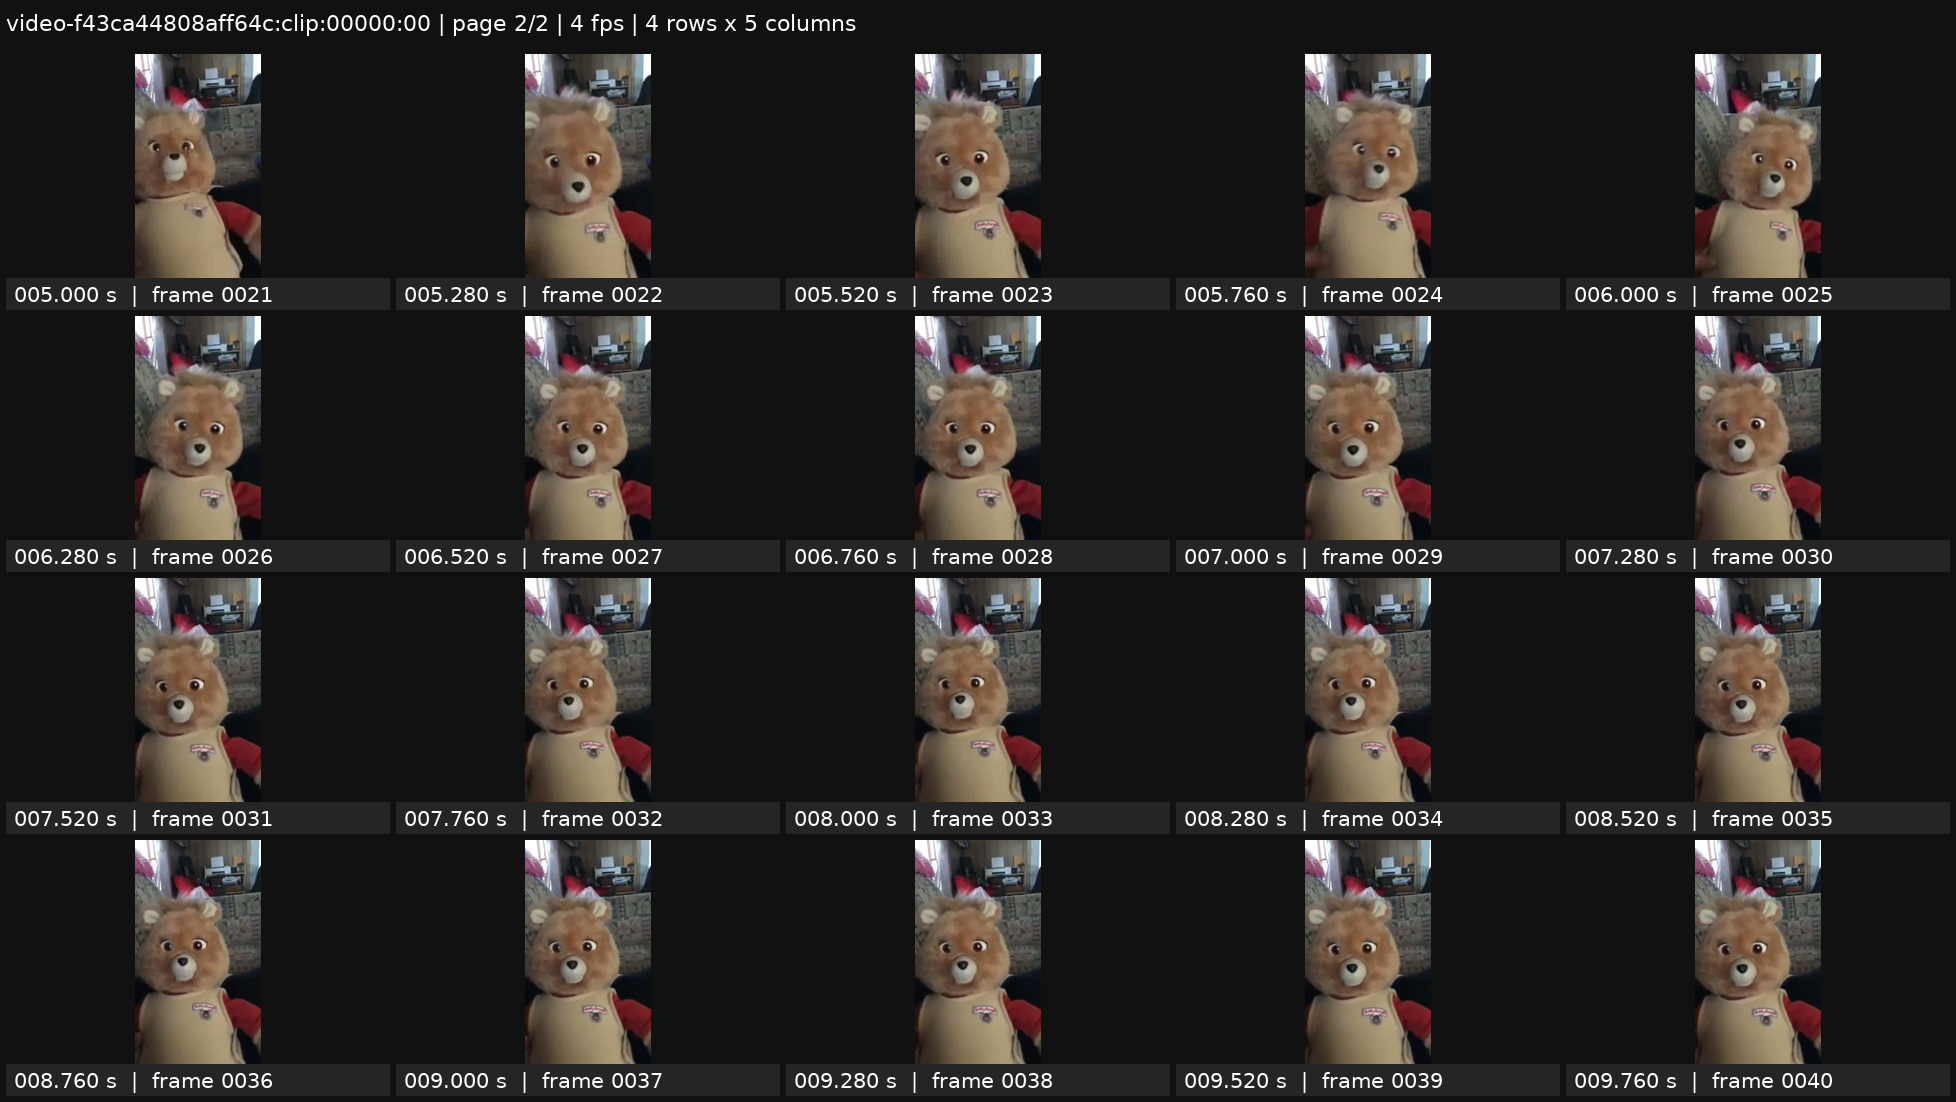 video-f43ca44808aff64c:clip:00000:00 | page 2/2 | 4 fps | 4 rows x 5 columns
005.000 s | frame 0021
005.280 s | frame 0022
005.520 s | frame 0023
005.760 s | frame 0024
006.000 s | frame 0025
006.280 s | frame 0026
006.520 s | frame 0027
006.760 s | frame 0028
007.000 s | frame 0029
007.280 s | frame 0030
007.520 s | frame 0031
007.760 s | frame 0032
008.000 s | frame 0033
008.280 s | frame 0034
008.520 s | frame 0035
008.760 s | frame 0036
009.000 s | frame 0037
009.280 s | frame 0038
009.520 s | frame 0039
009.760 s | frame 0040